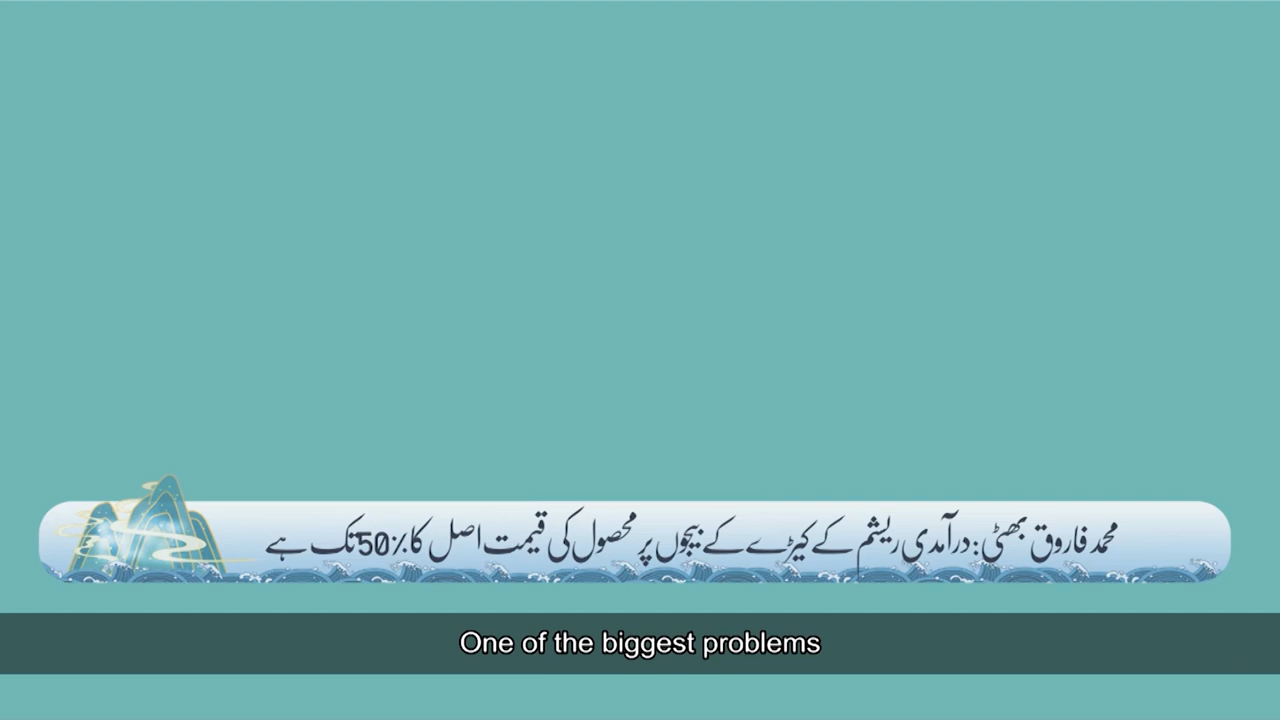 محمد فاروق بھٹی: درآمدی ریشم کے کیڑے کے بیجوں پر محصول کی قیمت اصل کا 50٪ تک ہے
One of the biggest problems